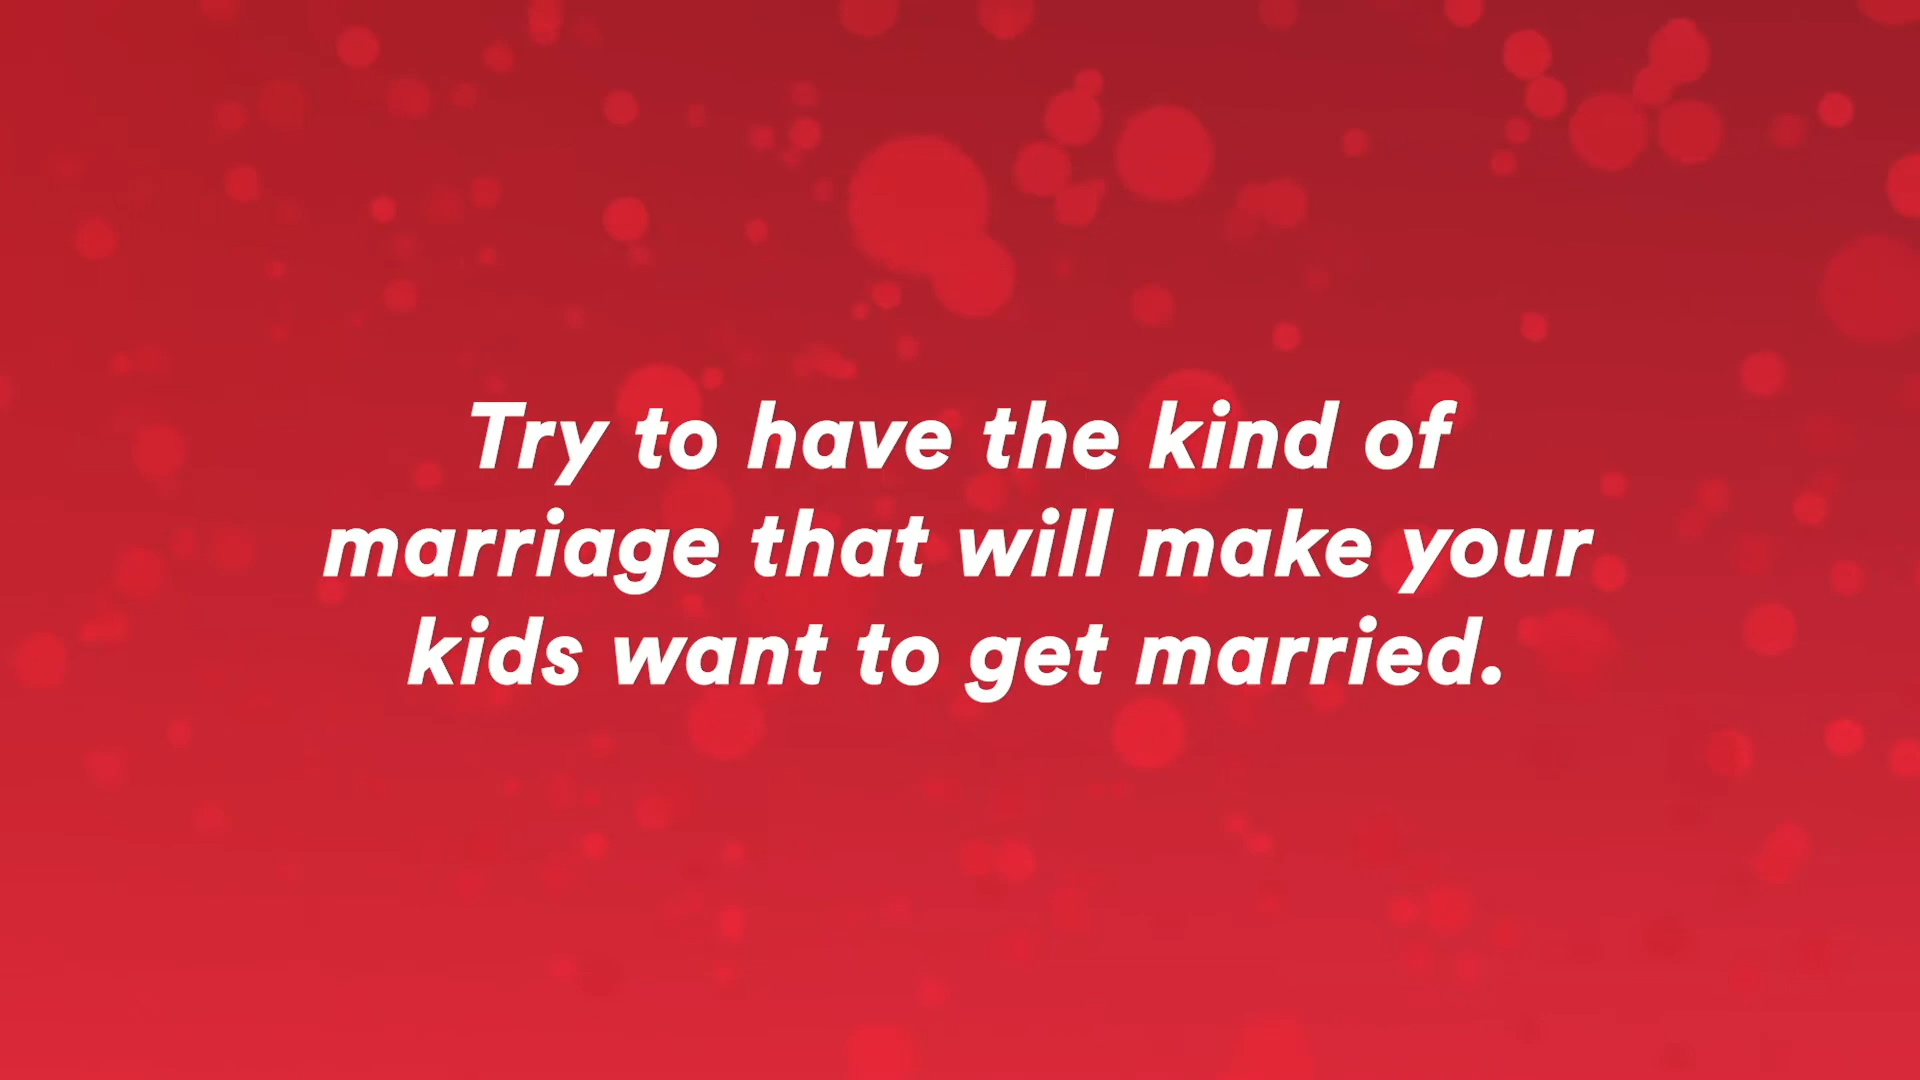 Try to have the kind of
marriage that will make your
kids want to get married.